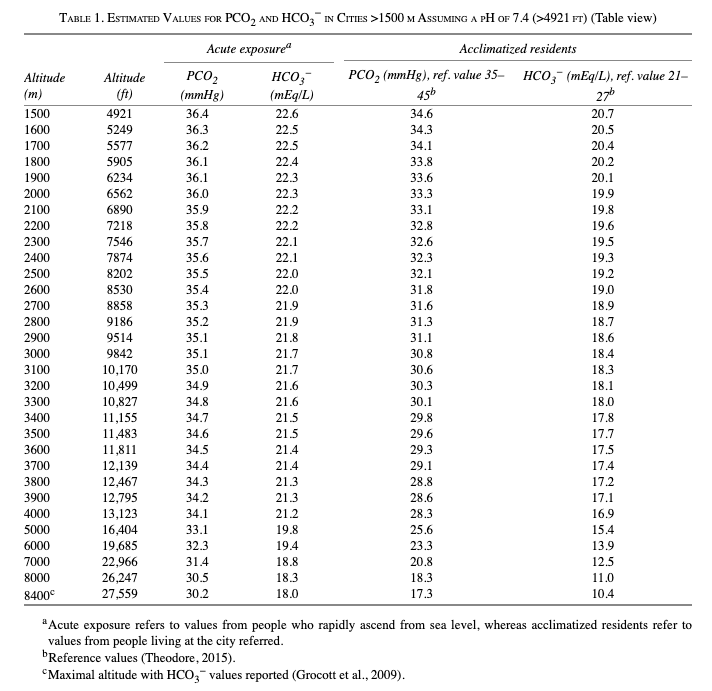 TABLE 1. ESTIMATED VALUES FOR PCO2 AND HCO3− IN CITIES >1500 M ASSUMING A PH OF 7.4 (>4921 FT) (Table view)
Acute exposureᵃ Acclimatized residents
Altitude (m) Altitude (ft) PCO2 (mmHg) HCO3− (mEq/L) PCO2 (mmHg), ref. value 35–45ᵇ HCO3− (mEq/L), ref. value 21–27ᵇ
1500 4921 36.4 22.6 34.6 20.7
1600 5249 36.3 22.5 34.3 20.5
1700 5577 36.2 22.5 34.1 20.4
1800 5905 36.1 22.4 33.8 20.2
1900 6234 36.1 22.3 33.6 20.1
2000 6562 36.0 22.3 33.3 19.9
2100 6890 35.9 22.2 33.1 19.8
2200 7218 35.8 22.2 32.8 19.6
2300 7546 35.7 22.1 32.6 19.5
2400 7874 35.6 22.1 32.3 19.3
2500 8202 35.5 22.0 32.1 19.2
2600 8530 35.4 22.0 31.8 19.0
2700 8858 35.3 21.9 31.6 18.9
2800 9186 35.2 21.9 31.3 18.7
2900 9514 35.1 21.8 31.1 18.6
3000 9842 35.1 21.7 30.8 18.4
3100 10,170 35.0 21.7 30.6 18.3
3200 10,499 34.9 21.6 30.3 18.1
3300 10,827 34.8 21.6 30.1 18.0
3400 11,155 34.7 21.5 29.8 17.8
3500 11,483 34.6 21.5 29.6 17.7
3600 11,811 34.5 21.4 29.3 17.5
3700 12,139 34.4 21.4 29.1 17.4
3800 12,467 34.3 21.3 28.8 17.2
3900 12,795 34.2 21.3 28.6 17.1
4000 13,123 34.1 21.2 28.3 16.9
5000 16,404 33.1 19.8 25.6 15.4
6000 19,685 32.3 19.4 23.3 13.9
7000 22,966 31.4 18.8 20.8 12.5
8000 26,247 30.5 18.3 18.3 11.0
8400ᶜ 27,559 30.2 18.0 17.3 10.4
ᵃAcute exposure refers to values from people who rapidly ascend from sea level, whereas acclimatized residents refer to
values from people living at the city referred.
ᵇReference values (Theodore, 2015).
ᶜMaximal altitude with HCO3− values reported (Grocott et al., 2009).